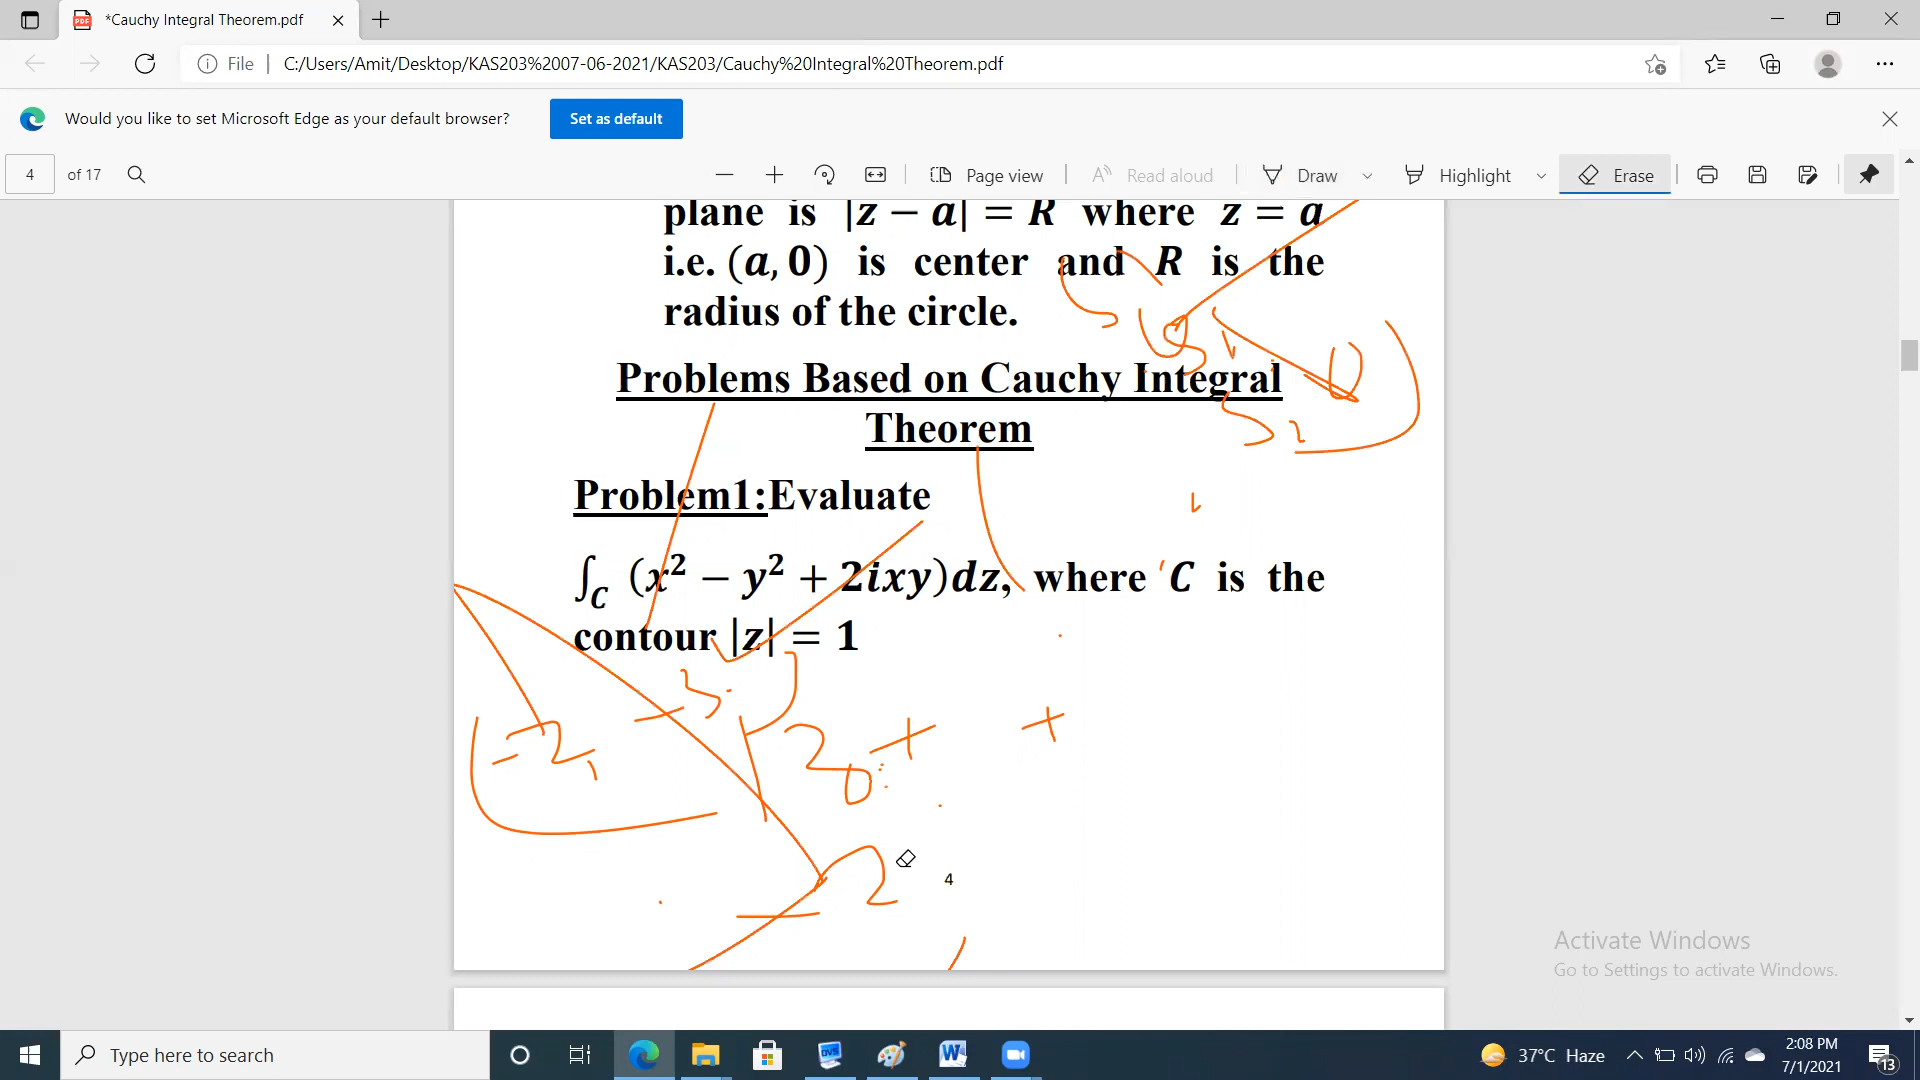 *Cauchy Integral Theorem.pdf
File | C:/Users/Amit/Desktop/KAS203%2007-06-2021/KAS203/Cauchy%20Integral%20Theorem.pdf
Would you like to set Microsoft Edge as your default browser? Set as default
4 of 17 Page view Read aloud Draw Highlight Erase
plane is |z − a| = R where z = a
i.e. (a, 0) is center and R is the
radius of the circle.
Problems Based on Cauchy Integral
Theorem
Problem1:Evaluate
∫C (x² − y² + 2ixy)dz, where 'C is the
contour |z| = 1
4
Activate Windows
Go to Settings to activate Windows.
Type here to search
37°C Haze
2:08 PM
7/1/2021
13